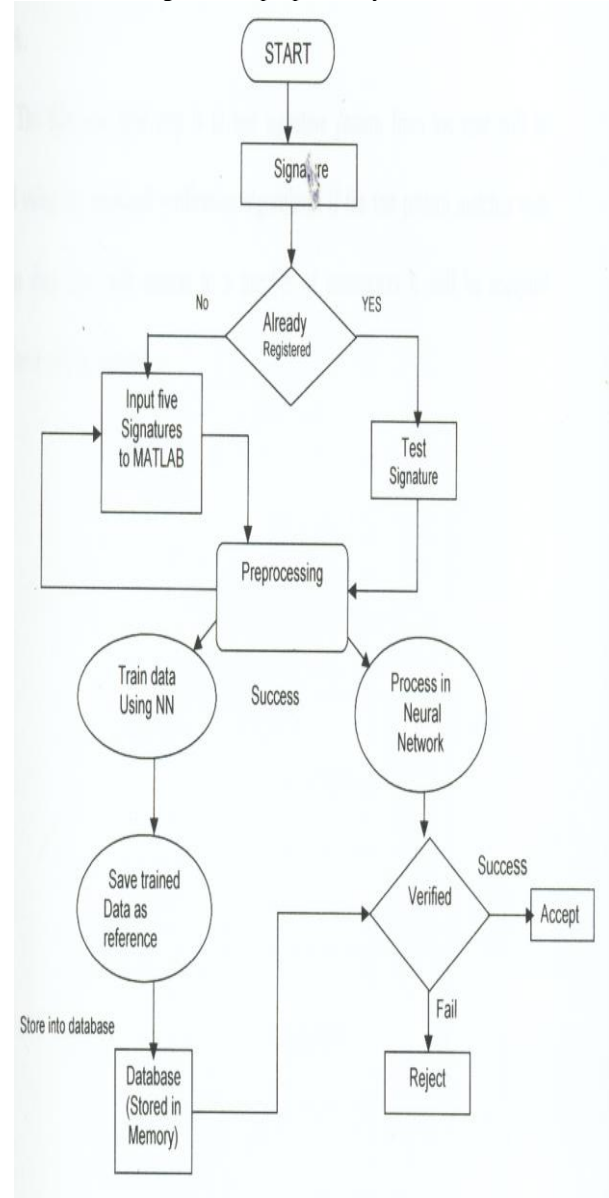 START
Signature
No
YES
Already
Registered
Input five
Signatures
to MATLAB
Test
Signature
Preprocessing
Train data
Using NN
Success
Process in
Neural
Network
Save trained
Data as
reference
Verified
Success
Accept
Store into database
Fail
Database
(Stored in
Memory)
Reject